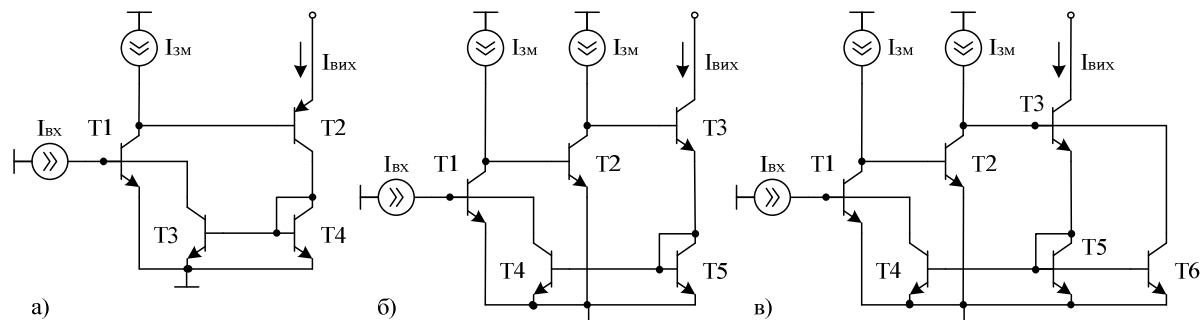 Iзм
Iвих
Iвх
T1
T2
T3
T4
а)
Iзм
Iзм
Iвих
Iвх
T1
T2
T3
T4
T5
б)
Iзм
Iзм
Iвих
Iвх
T1
T2
T3
T4
T5
T6
в)